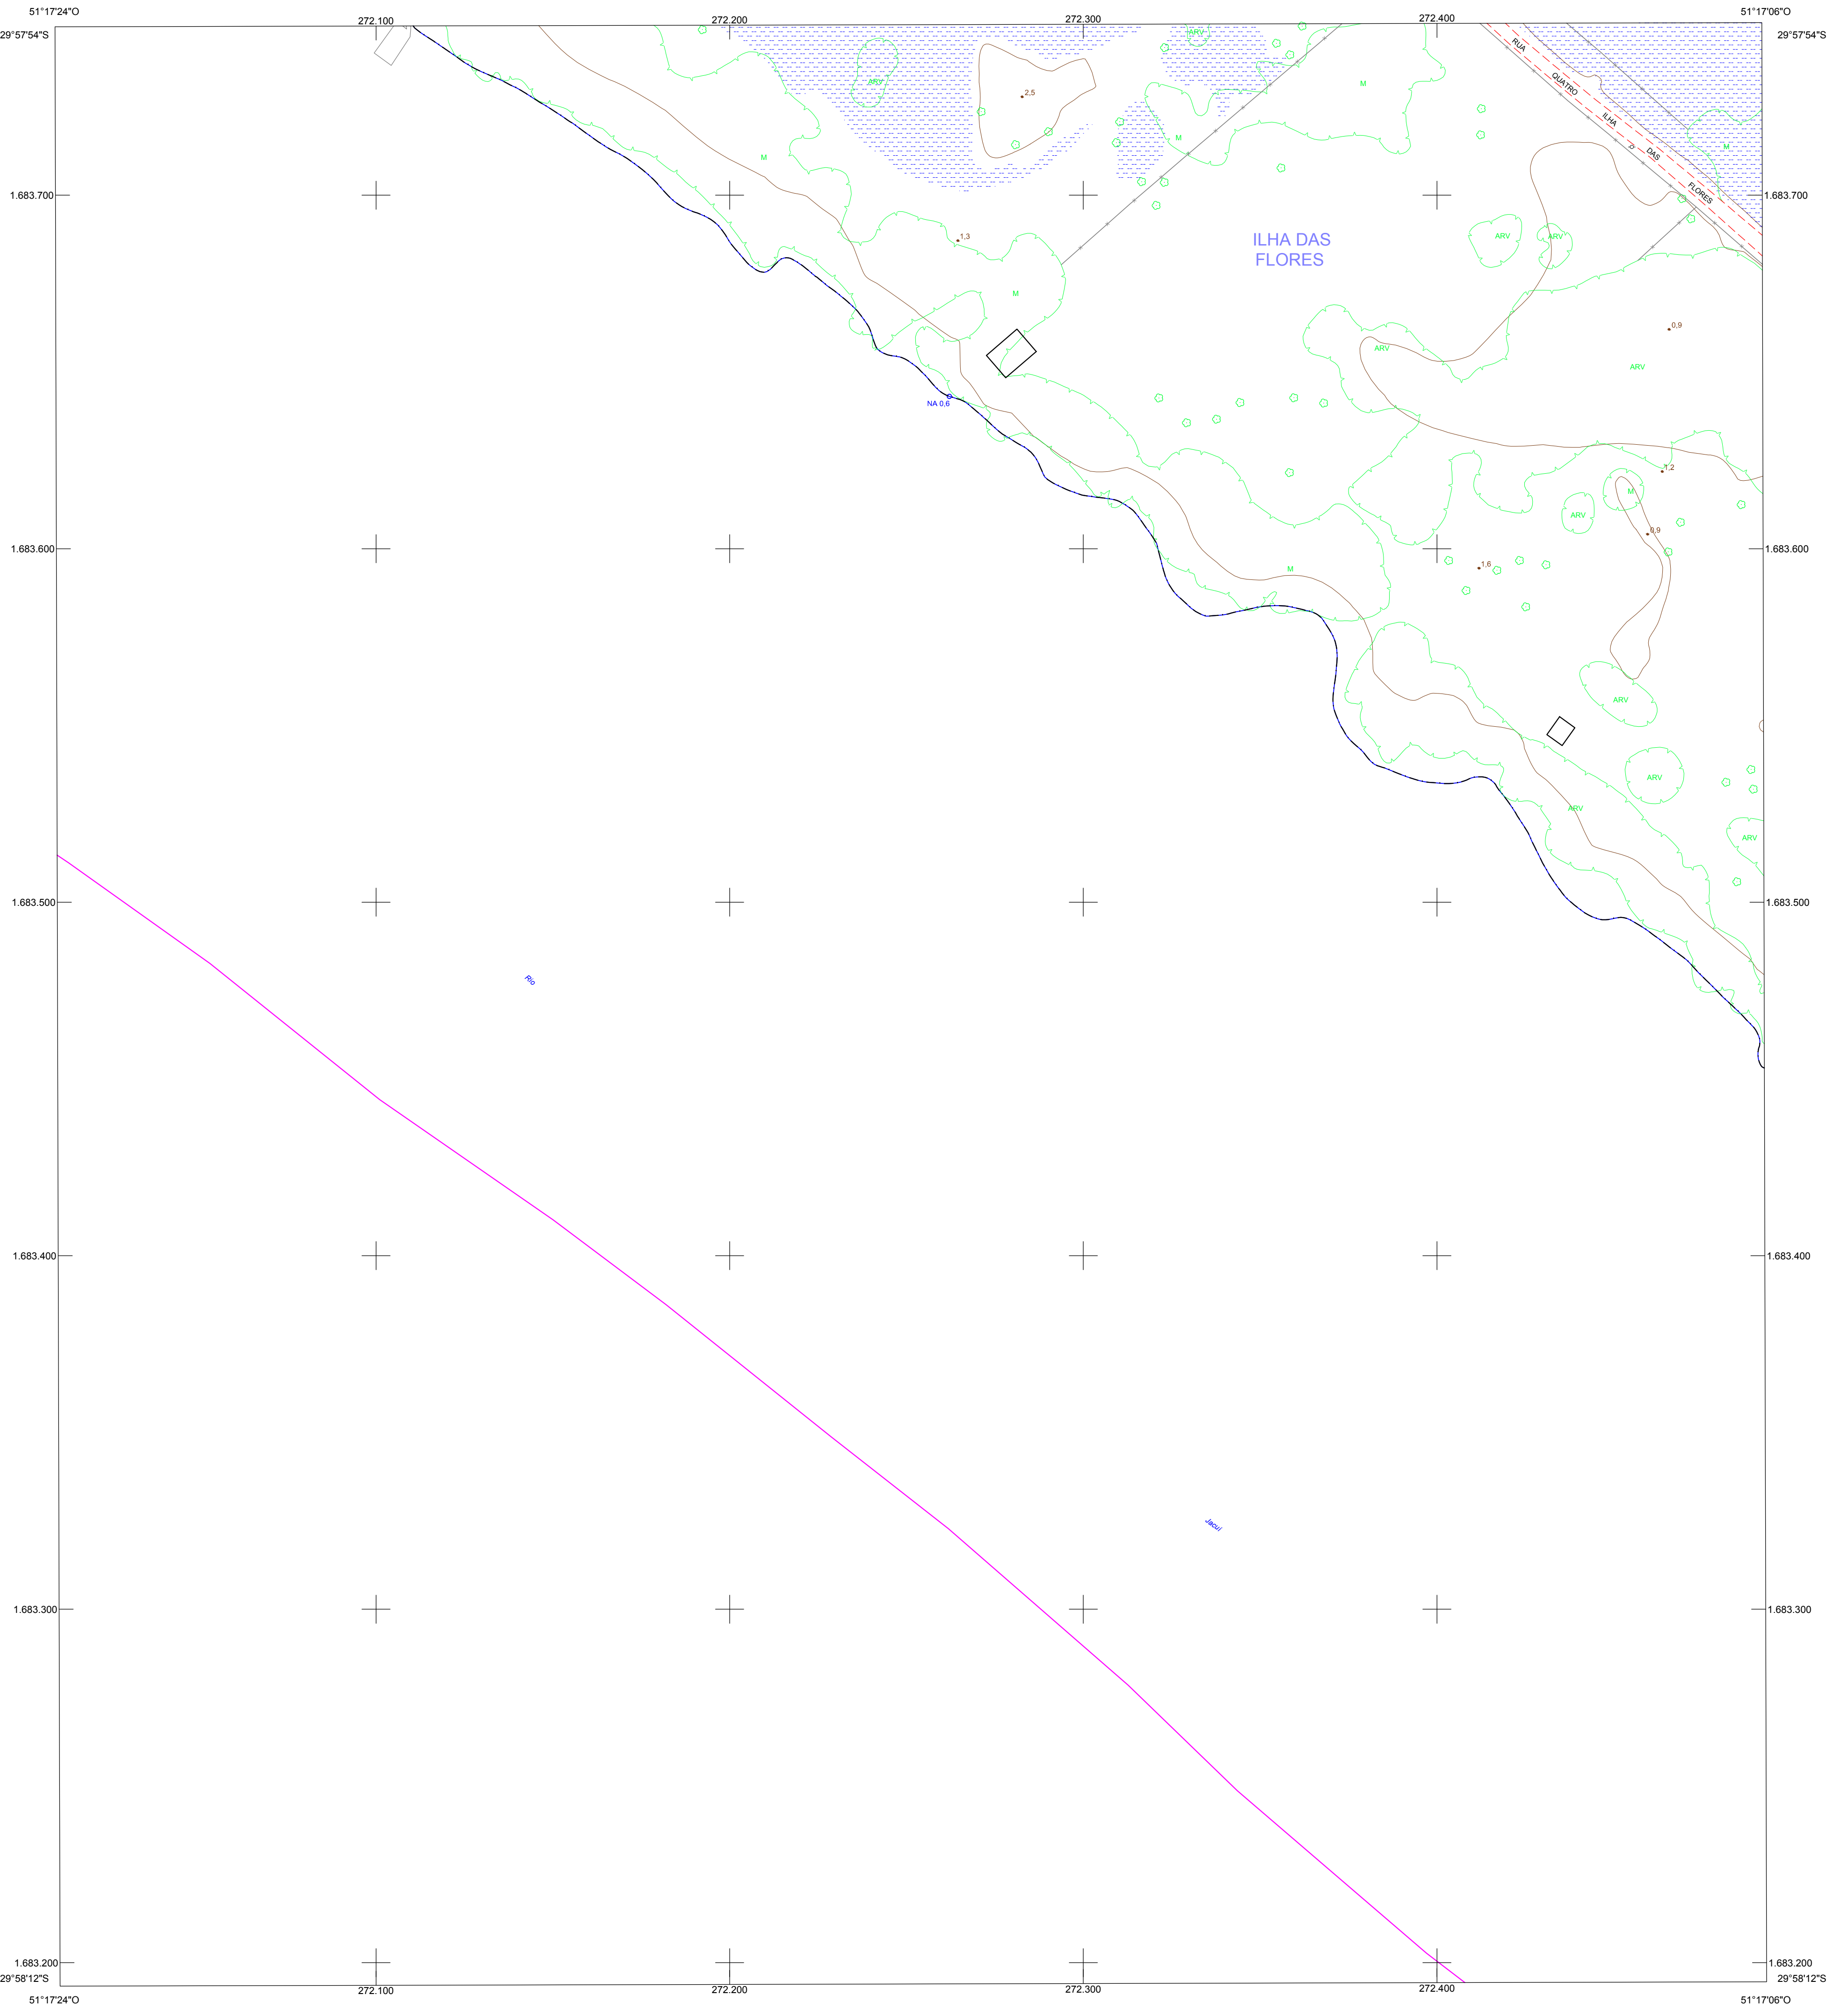 51°17'24"O
51°17'06"O
272.100
272.200
272.300
272.400
29°57'54"S
29°57'54"S
ARV
RUA QUATRO ILHA DAS FLORES
ARV
M
2,5
M
M
M
P
1.683.700
1.683.700
1,3
ILHA DAS
FLORES
ARV
ARV
M
0,9
ARV
ARV
NA 0,6
1,2
M
0,9
ARV
1.683.600
1.683.600
M
1,6
ARV
ARV
ARV
ARV
1.683.500
1.683.500
Rio
1.683.400
1.683.400
Jacuí
1.683.300
1.683.300
1.683.200
1.683.200
29°58'12"S
29°58'12"S
272.100
272.200
272.300
272.400
51°17'24"O
51°17'06"O